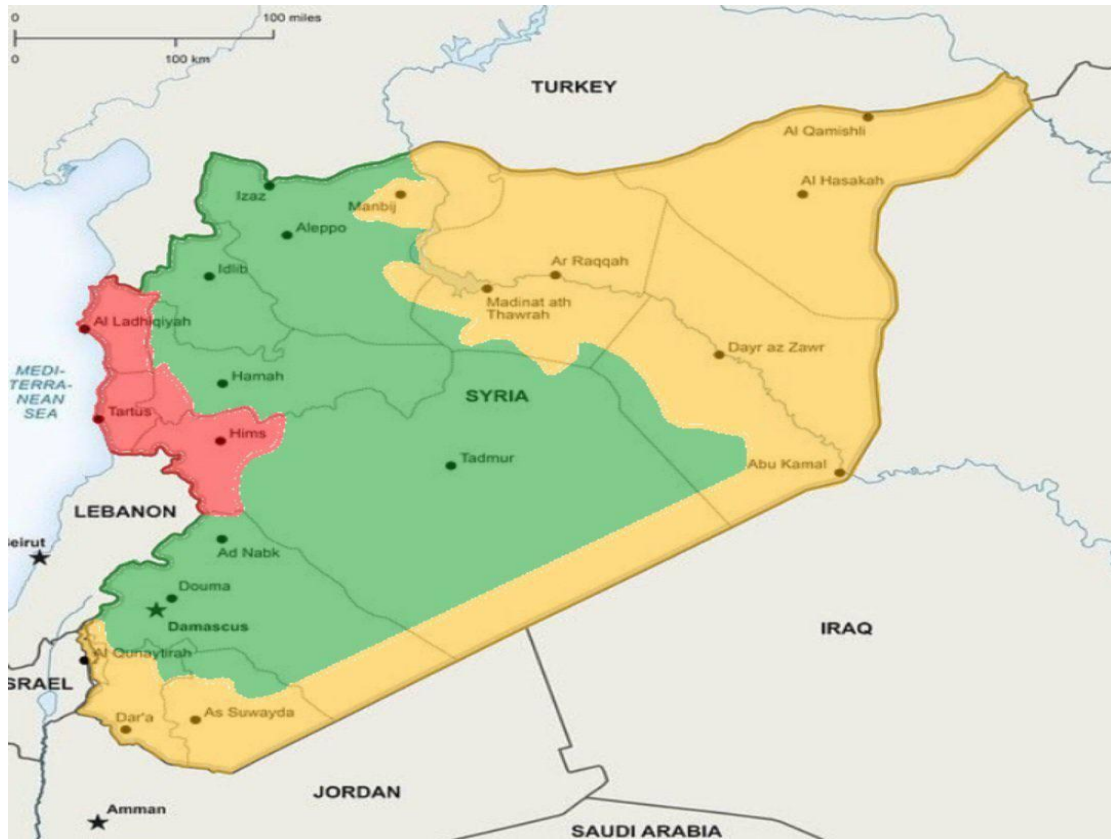 0
100 miles
0
100 km
TURKEY
Al Qamishli
Izaz
Manbij
Al Hasakah
Aleppo
Idlib
Ar Raqqah
Madinat ath
Thawrah
Al Ladhiqiyah
Dayr az Zawr
MEDI-
TERRA-
NEAN
SEA
Hamah
SYRIA
Tartus
Hims
Tadmur
Abu Kamal
LEBANON
Beirut
Ad Nabk
Douma
Damascus
IRAQ
Al Qunaytirah
SRAEL
Dar'a
As Suwayda
JORDAN
Amman
SAUDI ARABIA